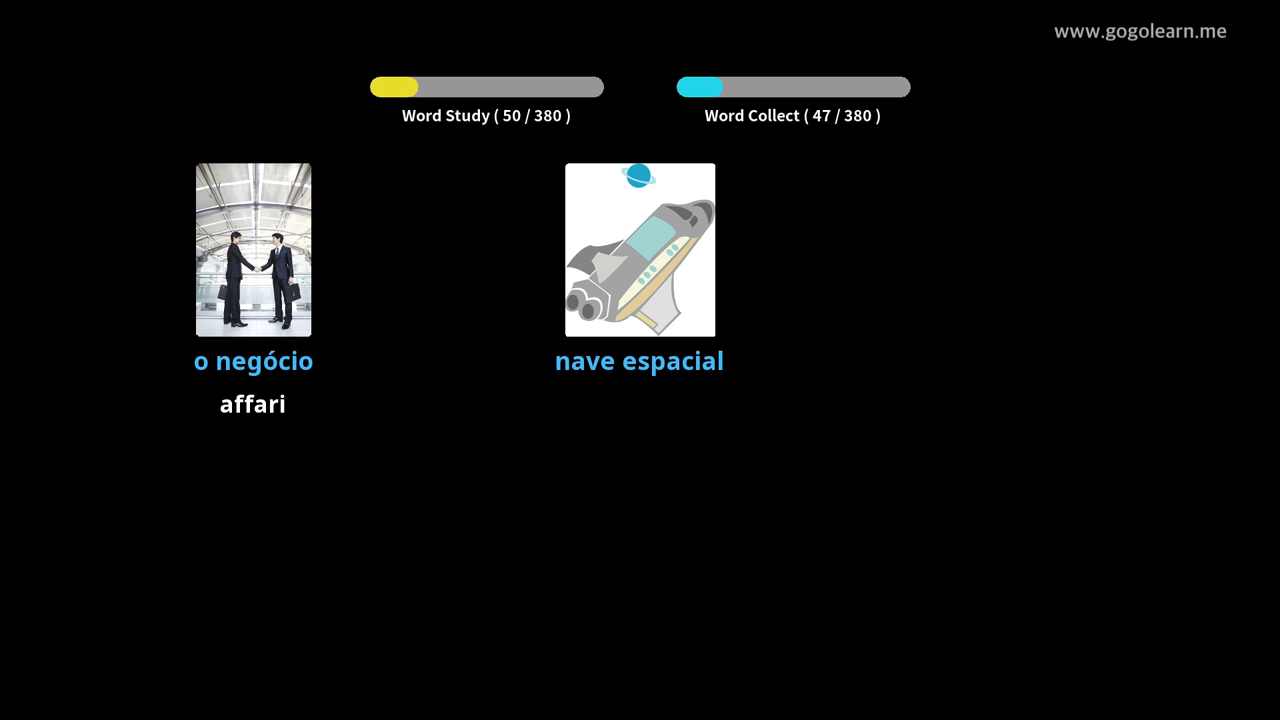 www.gogolearn.me
Word Study ( 50 / 380 )
Word Collect ( 47 / 380 )
o negócio
nave espacial
affari